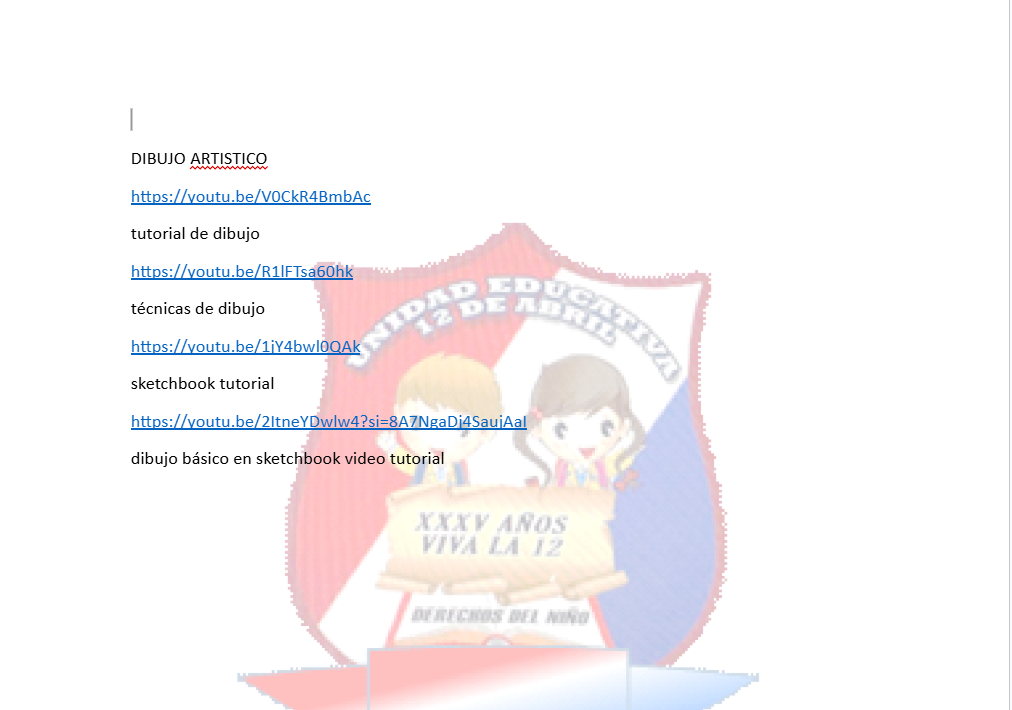 DIBUJO ARTISTICO
https://youtu.be/V0CkR4BmbAc
tutorial de dibujo
https://youtu.be/R1lFTsa60hk
técnicas de dibujo
https://youtu.be/1jY4bwl0QAk
sketchbook tutorial
https://youtu.be/2ItneYDwlw4?si=8A7NgaDj4SaujAaI
dibujo básico en sketchbook video tutorial
UNIDAD EDUCATIVA
12 DE ABRIL
XXXV AÑOS
VIVA LA 12
DERECHOS DEL NIÑO